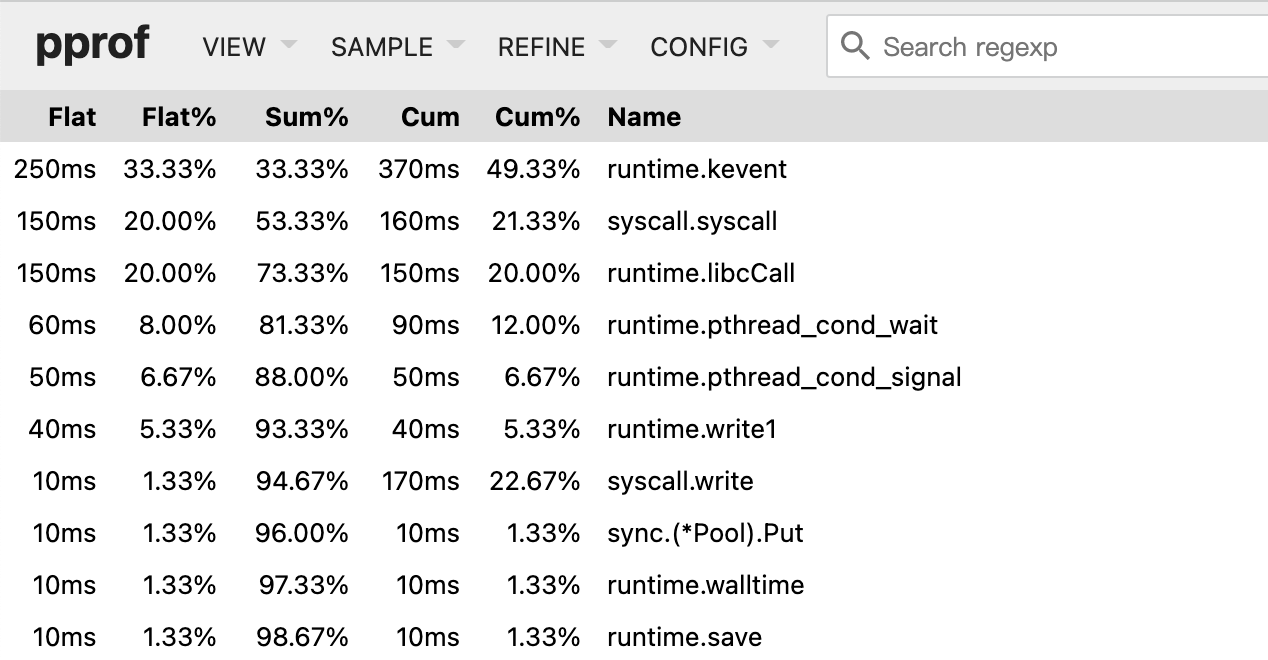 pprof VIEW SAMPLE REFINE CONFIG Search regexp
Flat Flat% Sum% Cum Cum% Name
250ms 33.33% 33.33% 370ms 49.33% runtime.kevent
150ms 20.00% 53.33% 160ms 21.33% syscall.syscall
150ms 20.00% 73.33% 150ms 20.00% runtime.libcCall
60ms 8.00% 81.33% 90ms 12.00% runtime.pthread_cond_wait
50ms 6.67% 88.00% 50ms 6.67% runtime.pthread_cond_signal
40ms 5.33% 93.33% 40ms 5.33% runtime.write1
10ms 1.33% 94.67% 170ms 22.67% syscall.write
10ms 1.33% 96.00% 10ms 1.33% sync.(*Pool).Put
10ms 1.33% 97.33% 10ms 1.33% runtime.walltime
10ms 1.33% 98.67% 10ms 1.33% runtime.save